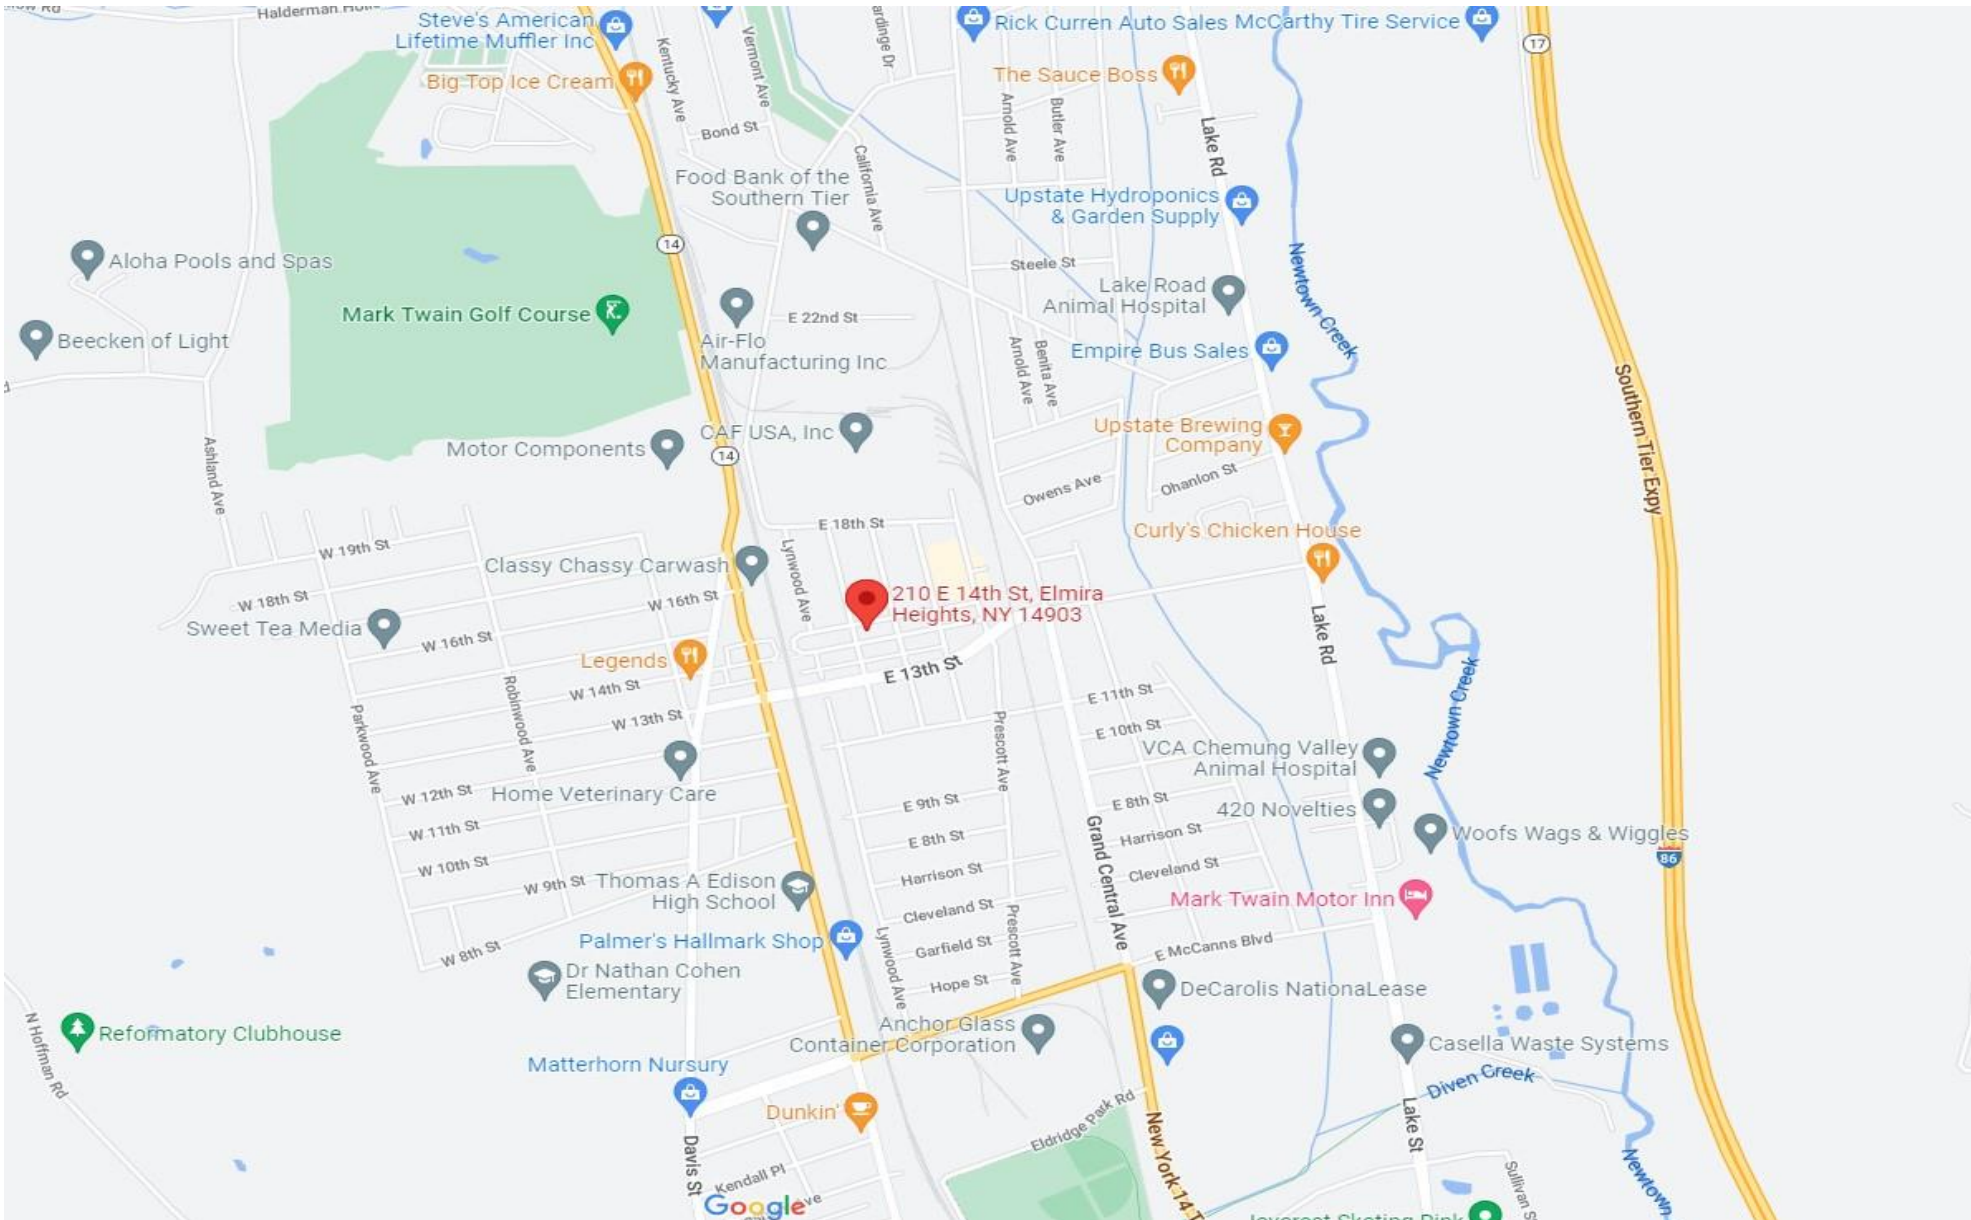 Halderman
Steve's American
Lifetime Muffler Inc
Big Top Ice Cream
Kentucky Ave
Vermont Ave
Bond St
Rick Curren Auto Sales
McCarthy Tire Service
17
The Sauce Boss
Arnold Ave
Butler Ave
Lake Rd
California Ave
Food Bank of the
Southern Tier
Upstate Hydroponics
& Garden Supply
14
Aloha Pools and Spas
Newtown Creek
Steele St
Lake Road
Animal Hospital
Mark Twain Golf Course
E 22nd St
Beecken of Light
Air-Flo
Manufacturing Inc
Arnold Ave
Benita Ave
Empire Bus Sales
Southern Tier Expy
Ashland Ave
Motor Components
CAF USA, Inc
14
Upstate Brewing
Company
Ohanlon St
Owens Ave
E 18th St
Curly's Chicken House
W 19th St
Lynwood Ave
Classy Chassy Carwash
W 18th St
W 16th St
210 E 14th St, Elmira
Heights, NY 14903
Lake Rd
Sweet Tea Media
W 16th St
Legends
E 13th St
W 14th St
Robinwood Ave
E 11th St
Newtown Creek
Parkwood Ave
W 13th St
Prescott Ave
E 10th St
VCA Chemung Valley
Animal Hospital
W 12th St
Home Veterinary Care
E 9th St
E 8th St
420 Novelties
W 11th St
E 8th St
Grand Central Ave
Harrison St
Woofs Wags & Wiggles
86
W 10th St
Harrison St
Cleveland St
W 9th St
Thomas A Edison
High School
Mark Twain Motor Inn
Cleveland St
Prescott Ave
Palmer's Hallmark Shop
Lynwood Ave
Garfield St
E McCanns Blvd
W 8th St
Dr Nathan Cohen
Elementary
Hope St
DeCarolis NationaLease
N Hoffman Rd
Reformatory Clubhouse
Anchor Glass
Container Corporation
Casella Waste Systems
Matterhorn Nursury
Diven Creek
Dunkin'
Eldridge Park Rd
Lake St
New York 14
Davis St
Kendall Pl
Newtown
Sullivan
Google